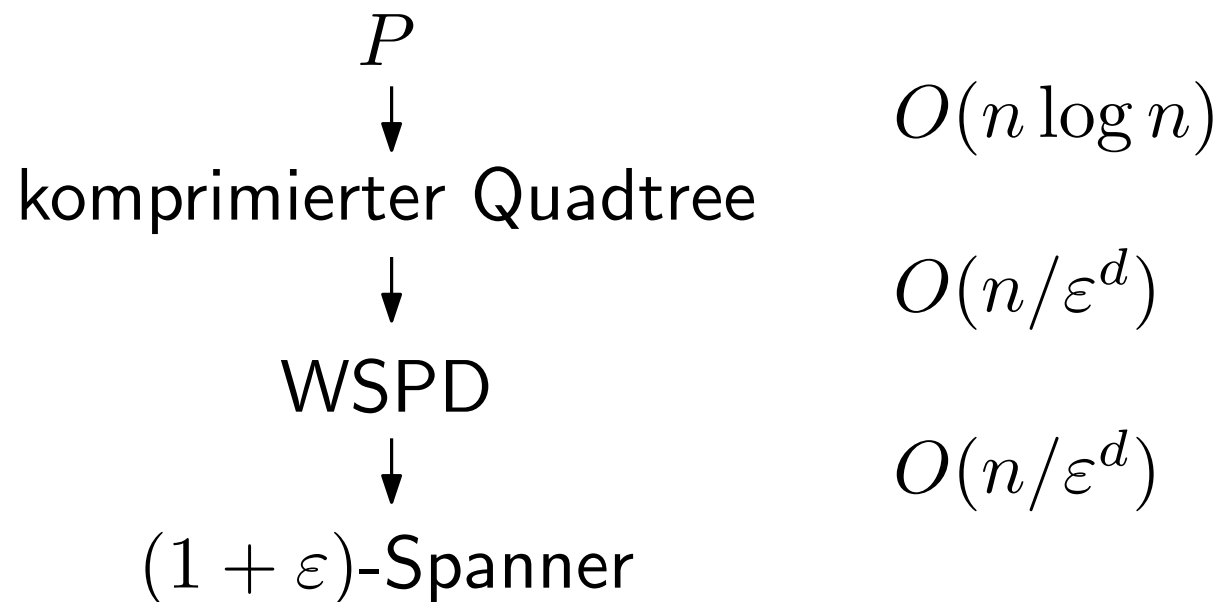 P
O(n log n)
komprimierter Quadtree
O(n/ε^d)
WSPD
O(n/ε^d)
(1 + ε)-Spanner